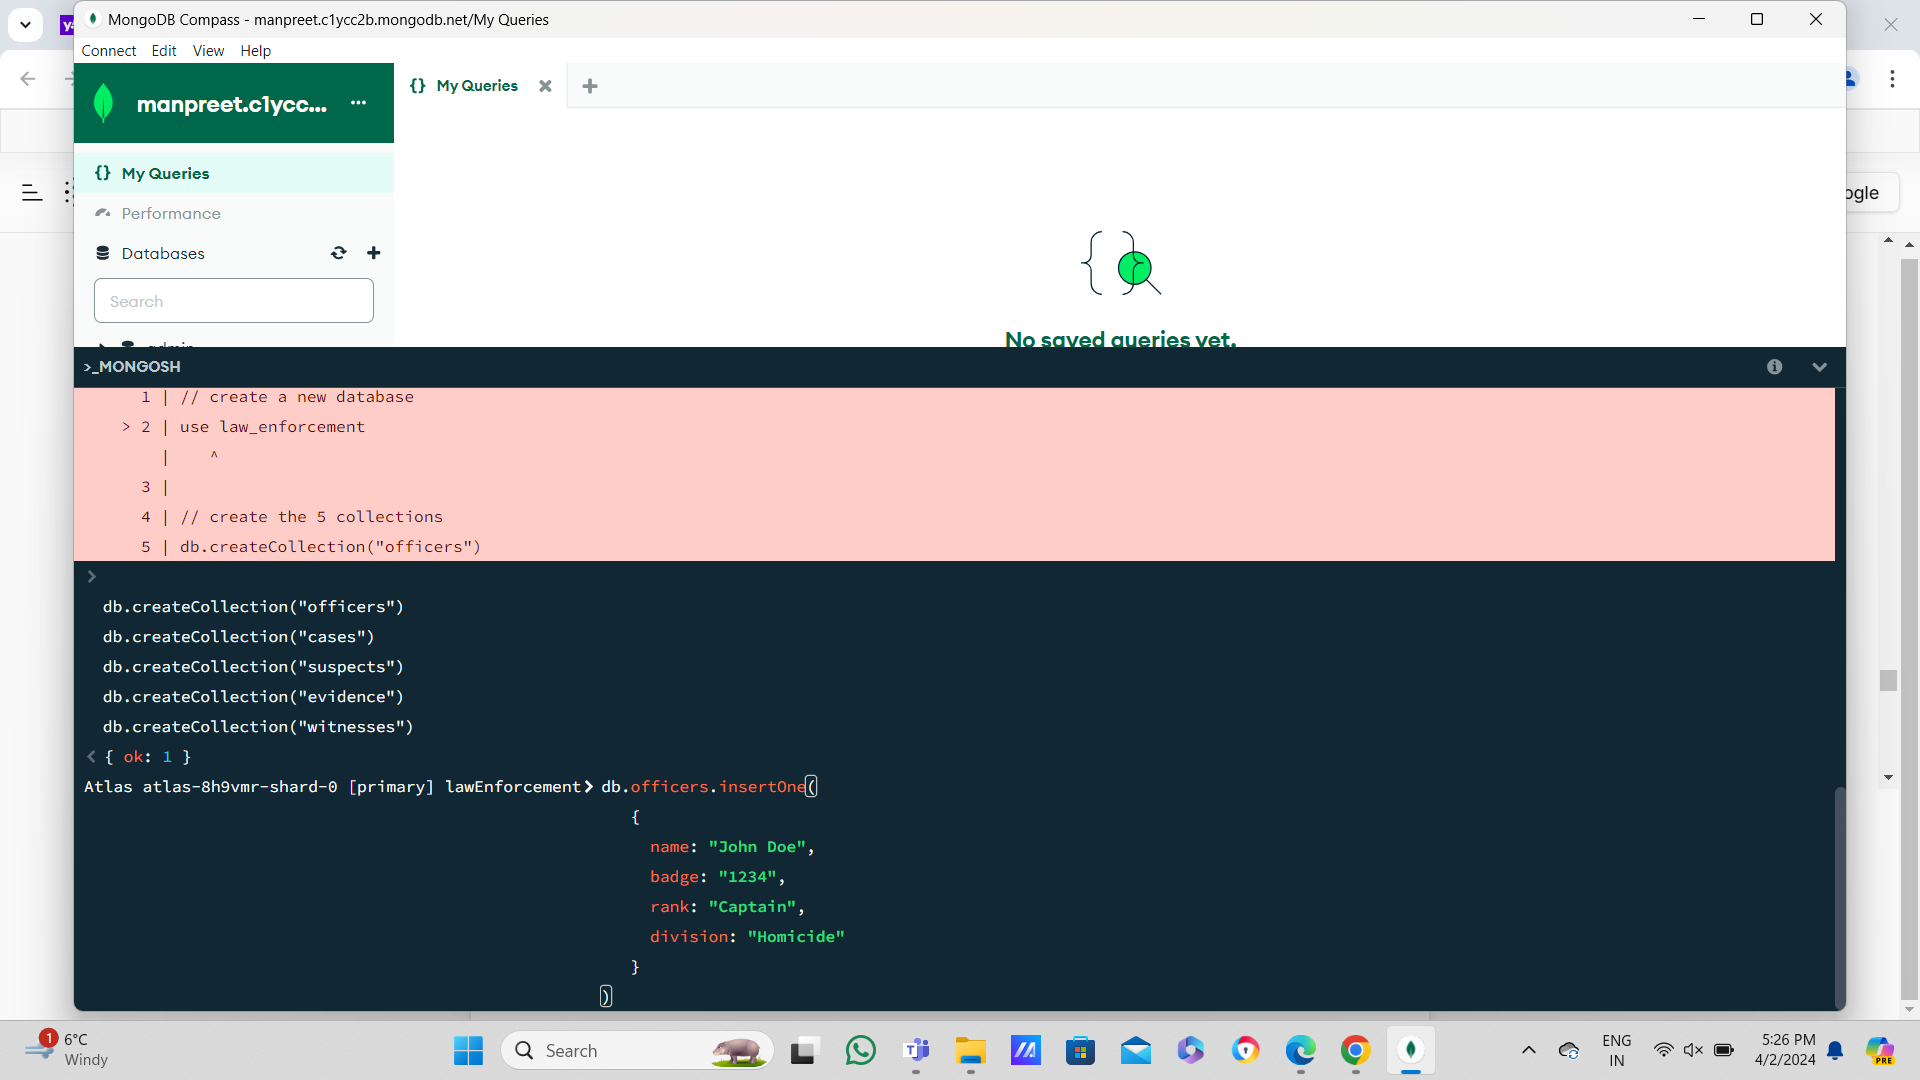 MongoDB Compass - manpreet.c1ycc2b.mongodb.net/My Queries
Connect Edit View Help
manpreet.c1ycc... ...
{} My Queries
{} My Queries
Performance
Databases
Search
admin
No saved queries yet.
ogle
>_MONGOSH
1 | // create a new database
> 2 | use law_enforcement
| ^
3 |
4 | // create the 5 collections
5 | db.createCollection("officers")
>
db.createCollection("officers")
db.createCollection("cases")
db.createCollection("suspects")
db.createCollection("evidence")
db.createCollection("witnesses")
< { ok: 1 }
Atlas atlas-8h9vmr-shard-0 [primary] lawEnforcement> db.officers.insertOne(
{
name: "John Doe",
badge: "1234",
rank: "Captain",
division: "Homicide"
}
)
1
6°C
Windy
Search
ENG
IN
5:26 PM
4/2/2024
PRE